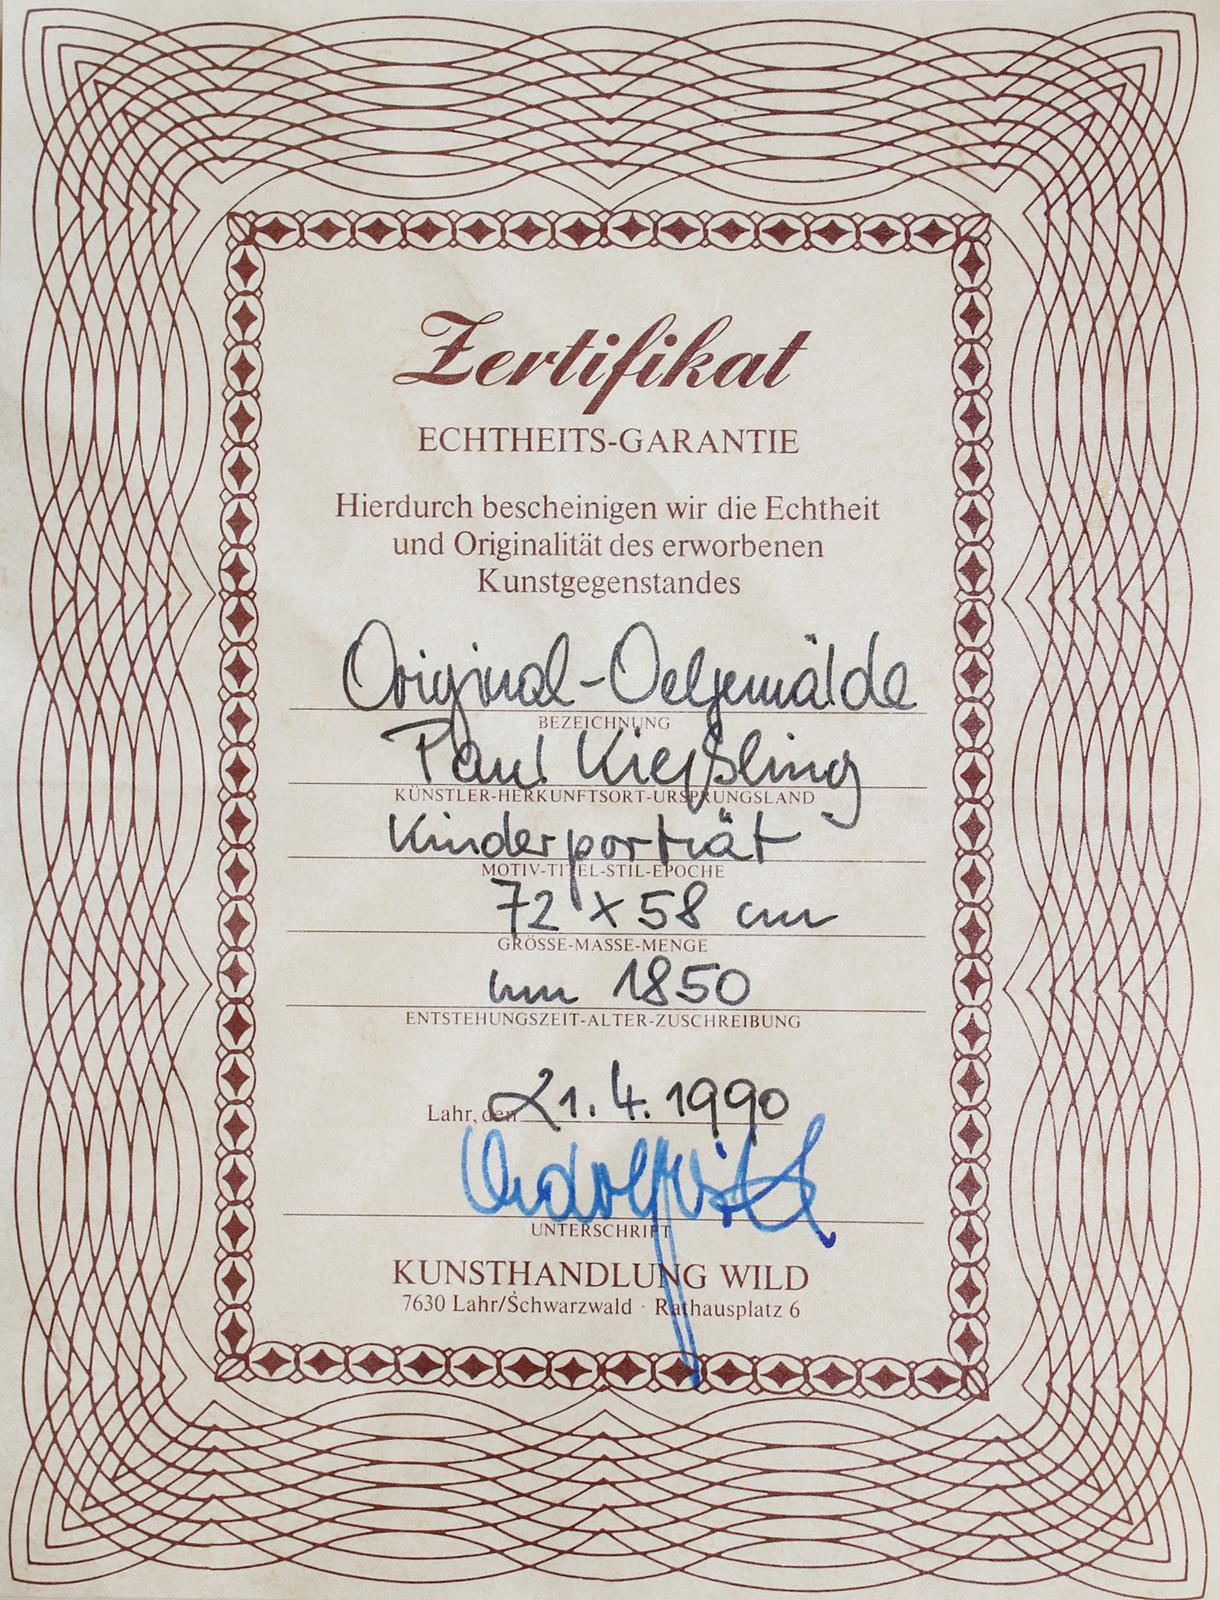 Zertifikat
ECHTHEITS-GARANTIE
Hierdurch bescheinigen wir die Echtheit
und Originalität des erworbenen
Kunstgegenstandes
Original-Oelgemälde
BEZEICHNUNG
Paul Kießling
KÜNSTLER-HERKUNFTSORT-URSPRUNGSLAND
Kinderporträt
MOTIV-TITEL-STIL-EPOCHE
72 x 58 cm
GRÖSSE-MASSE-MENGE
um 1850
ENTSTEHUNGSZEIT-ALTER-ZUSCHREIBUNG
Lahr, den 21.4.1990
UNTERSCHRIFT
KUNSTHANDLUNG WILD
7630 Lahr/Schwarzwald · Rathausplatz 6